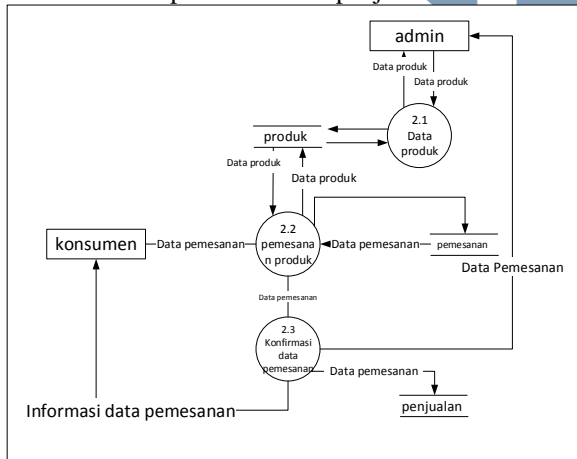 admin
Data produk
Data produk
2.1
Data
produk
produk
Data produk
Data produk
2.2
pemesana
n produk
konsumen
Data pemesanan
Data pemesanan
pemesanan
Data Pemesanan
Data pemesanan
2.3
Konfirmasi
data
pemesanan
Data pemesanan
penjualan
Informasi data pemesanan